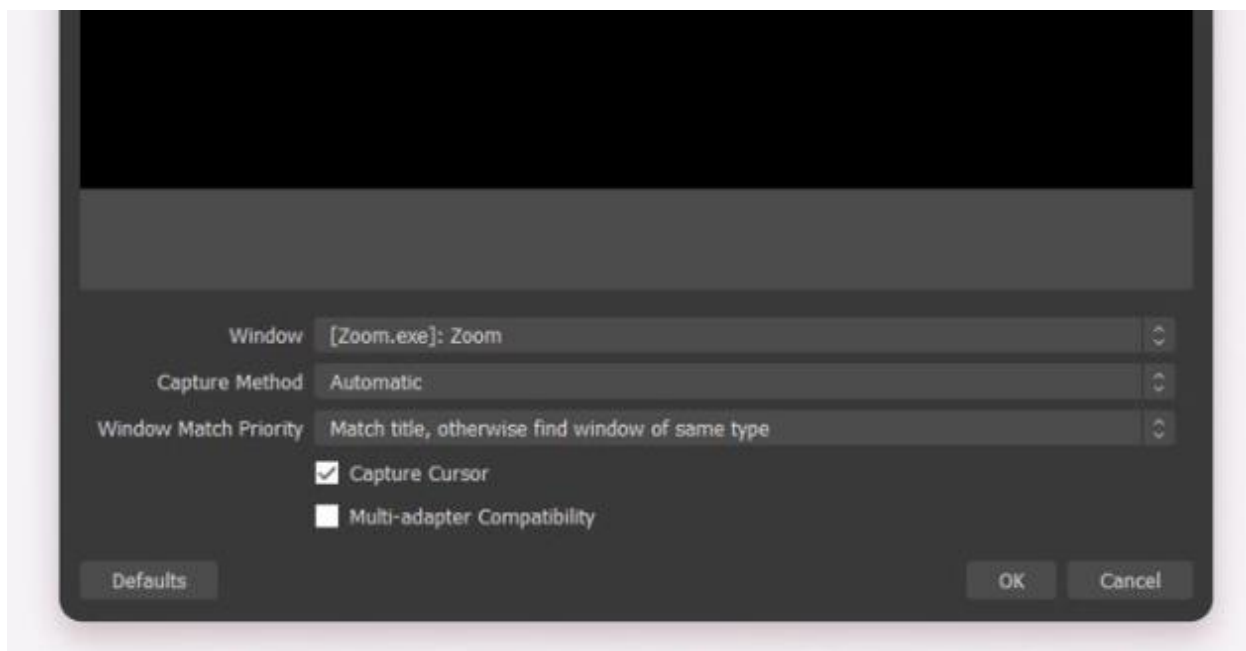 Window [Zoom.exe]: Zoom
Capture Method Automatic
Window Match Priority Match title, otherwise find window of same type
Capture Cursor
Multi-adapter Compatibility
Defaults OK Cancel